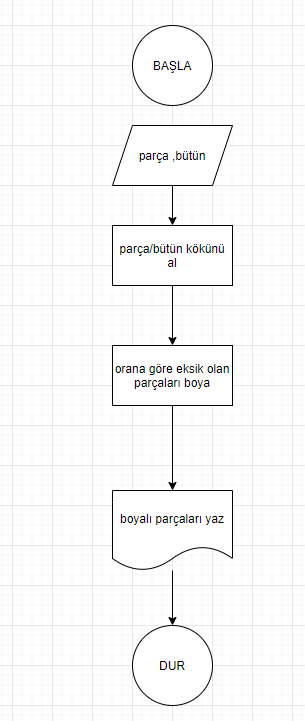 BAŞLA
parça ,bütün
parça/bütün kökünü
al
orana göre eksik olan
parçaları boya
boyalı parçaları yaz
DUR